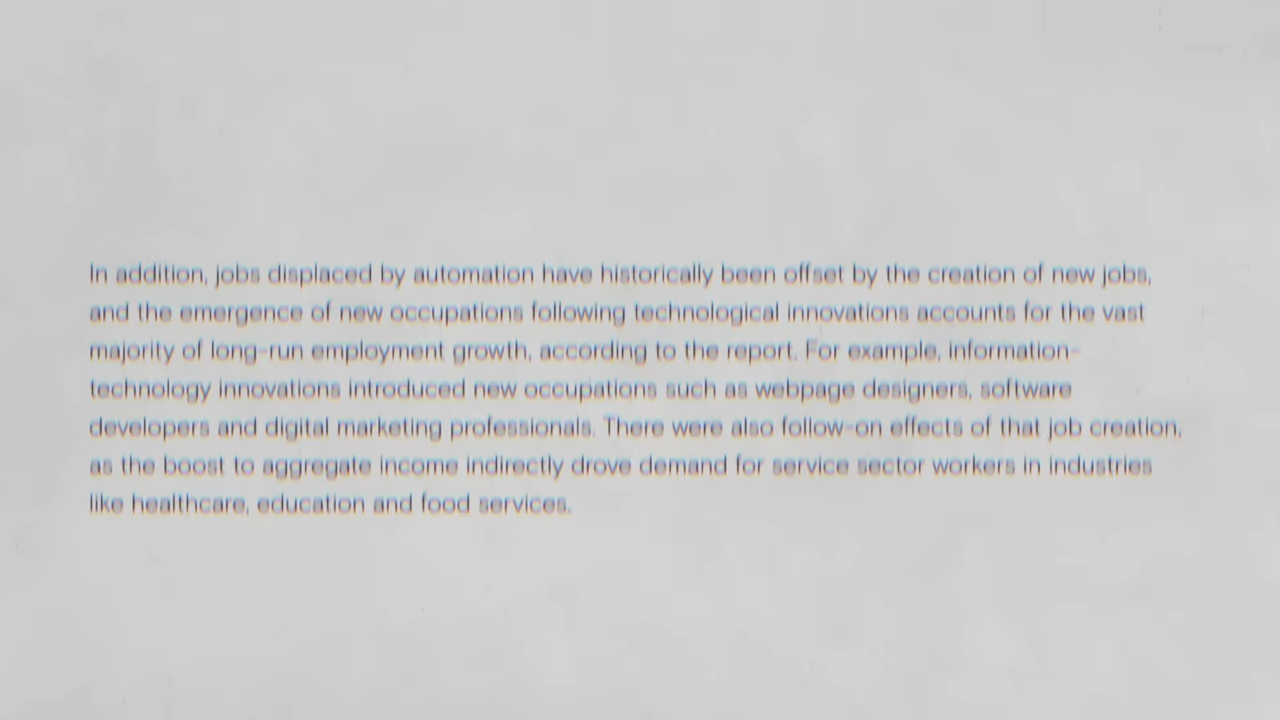 In addition, jobs displaced by automation have historically been offset by the creation of new jobs,
and the emergence of new occupations following technological innovations accounts for the vast
majority of long-run employment growth, according to the report. For example, information-
technology innovations introduced new occupations such as webpage designers, software
developers and digital marketing professionals. There were also follow-on effects of that job creation,
as the boost to aggregate income indirectly drove demand for service sector workers in industries
like healthcare, education and food services.